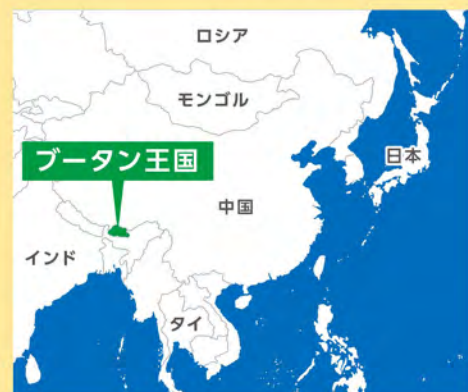 ロシア
モンゴル
ブータン王国
日本
中国
インド
タイ